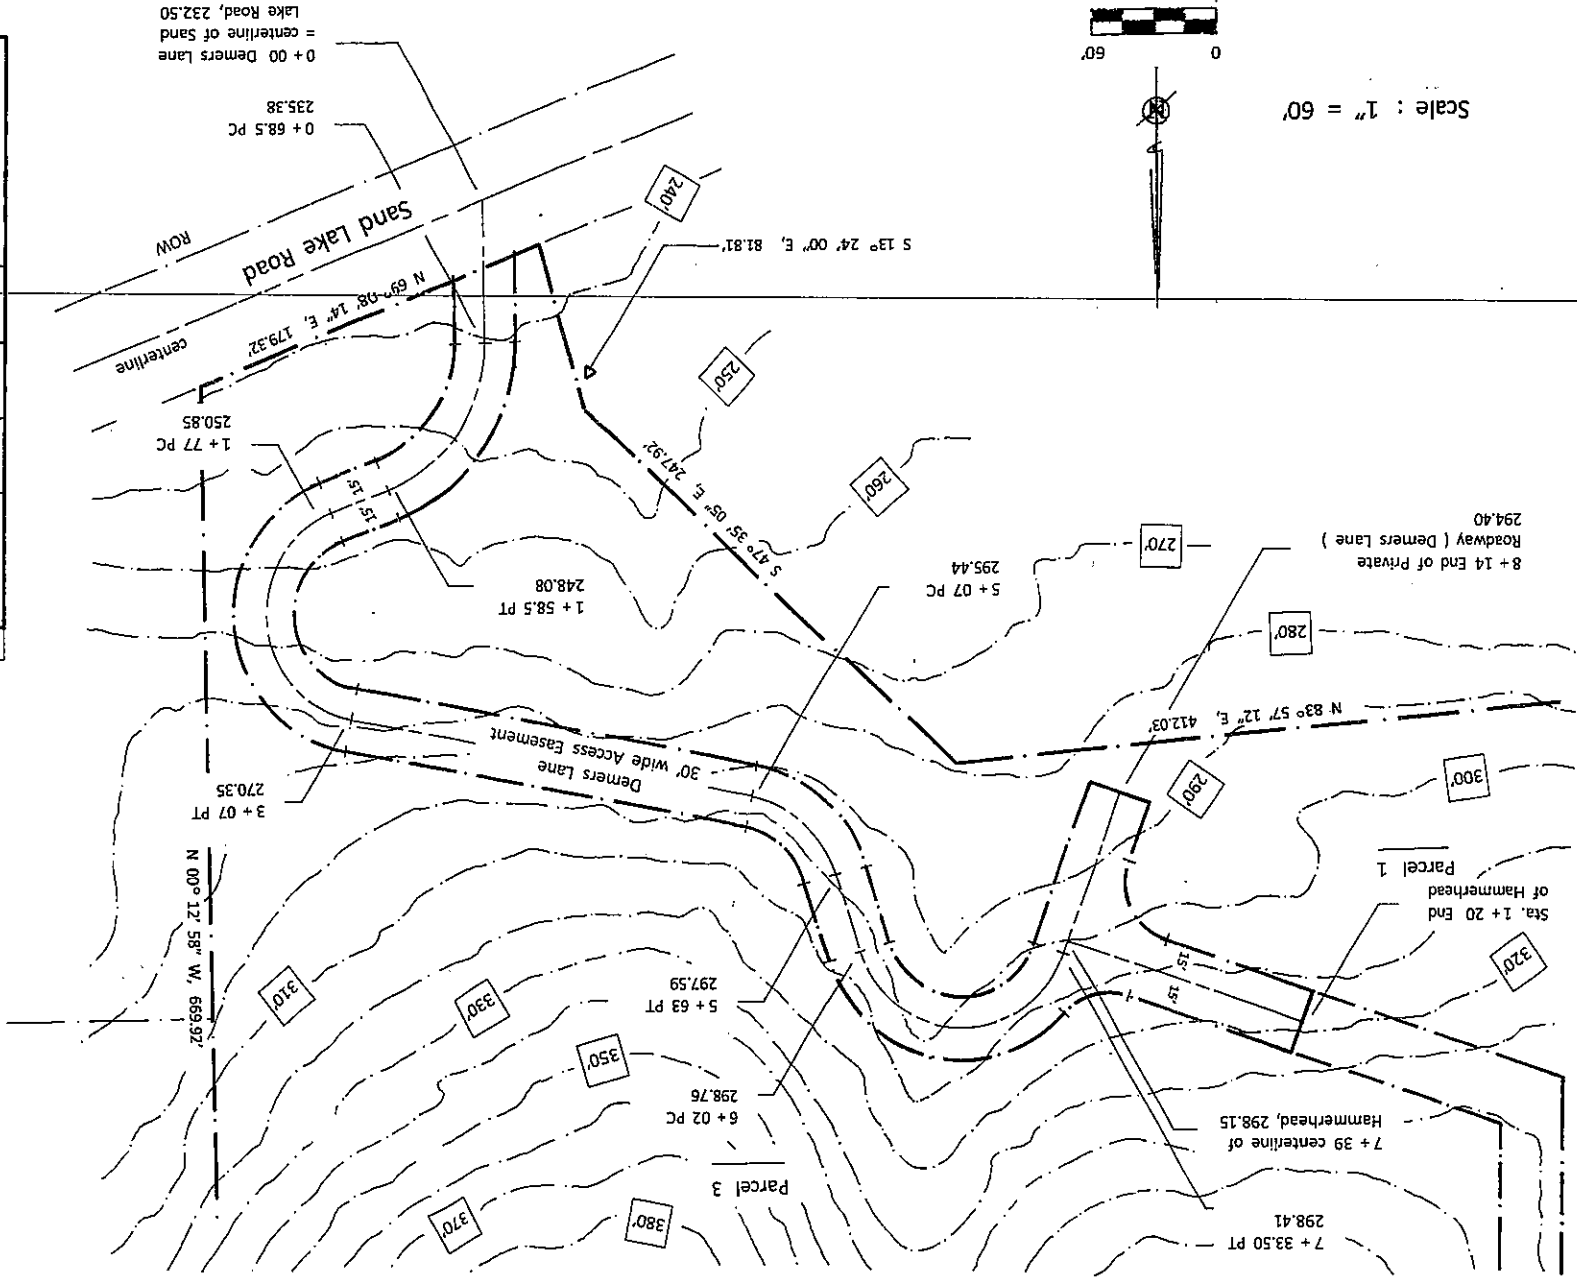 7 + 33.50 PT
298.41
380'
370'
Parcel 3
7 + 39 centerline of
Hammerhead, 298.15
6 + 02 PC
298.76
350'
330'
310'
5 + 63 PT
297.59
320'
15'
15'
Sta. 1 + 20 End
of Hammerhead
Parcel 1
N 00° 12' 58" W, 669.92'
300'
290'
3 + 07 PT
270.35
Demers Lane
30' wide Access Easement
N 83° 57' 12" E, 412.03'
280'
1 + 58.5 PT
248.08
5 + 07 PC
295.44
270'
8 + 14 End of Private
Roadway ( Demers Lane )
294.40
S 47° 35' 05" E, 247.92'
260'
15'
15'
1 + 77 PC
250.85
250'
centerline
N 69° 08' 14" E, 179.32'
Sand Lake Road
ROW
S 13° 24' 00" E, 81.81'
240'
0 + 68.5 PC
235.38
0 + 00 Demers Lane
= centerline of Sand
Lake Road, 232.50
Scale : 1" = 60'
N
0
60'